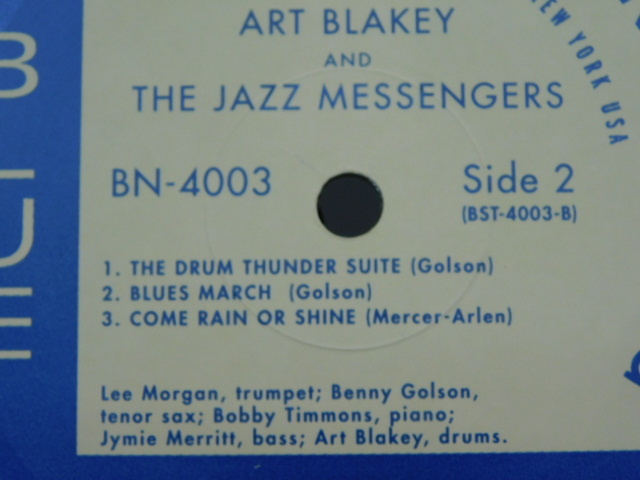 ART BLAKEY
AND
THE JAZZ MESSENGERS
NEW YORK USA
BN-4003
Side 2
(BST-4003-B)
1. THE DRUM THUNDER SUITE (Golson)
2. BLUES MARCH (Golson)
3. COME RAIN OR SHINE (Mercer-Arlen)
Lee Morgan, trumpet; Benny Golson,
tenor sax; Bobby Timmons, piano;
Jymie Merritt, bass; Art Blakey, drums.